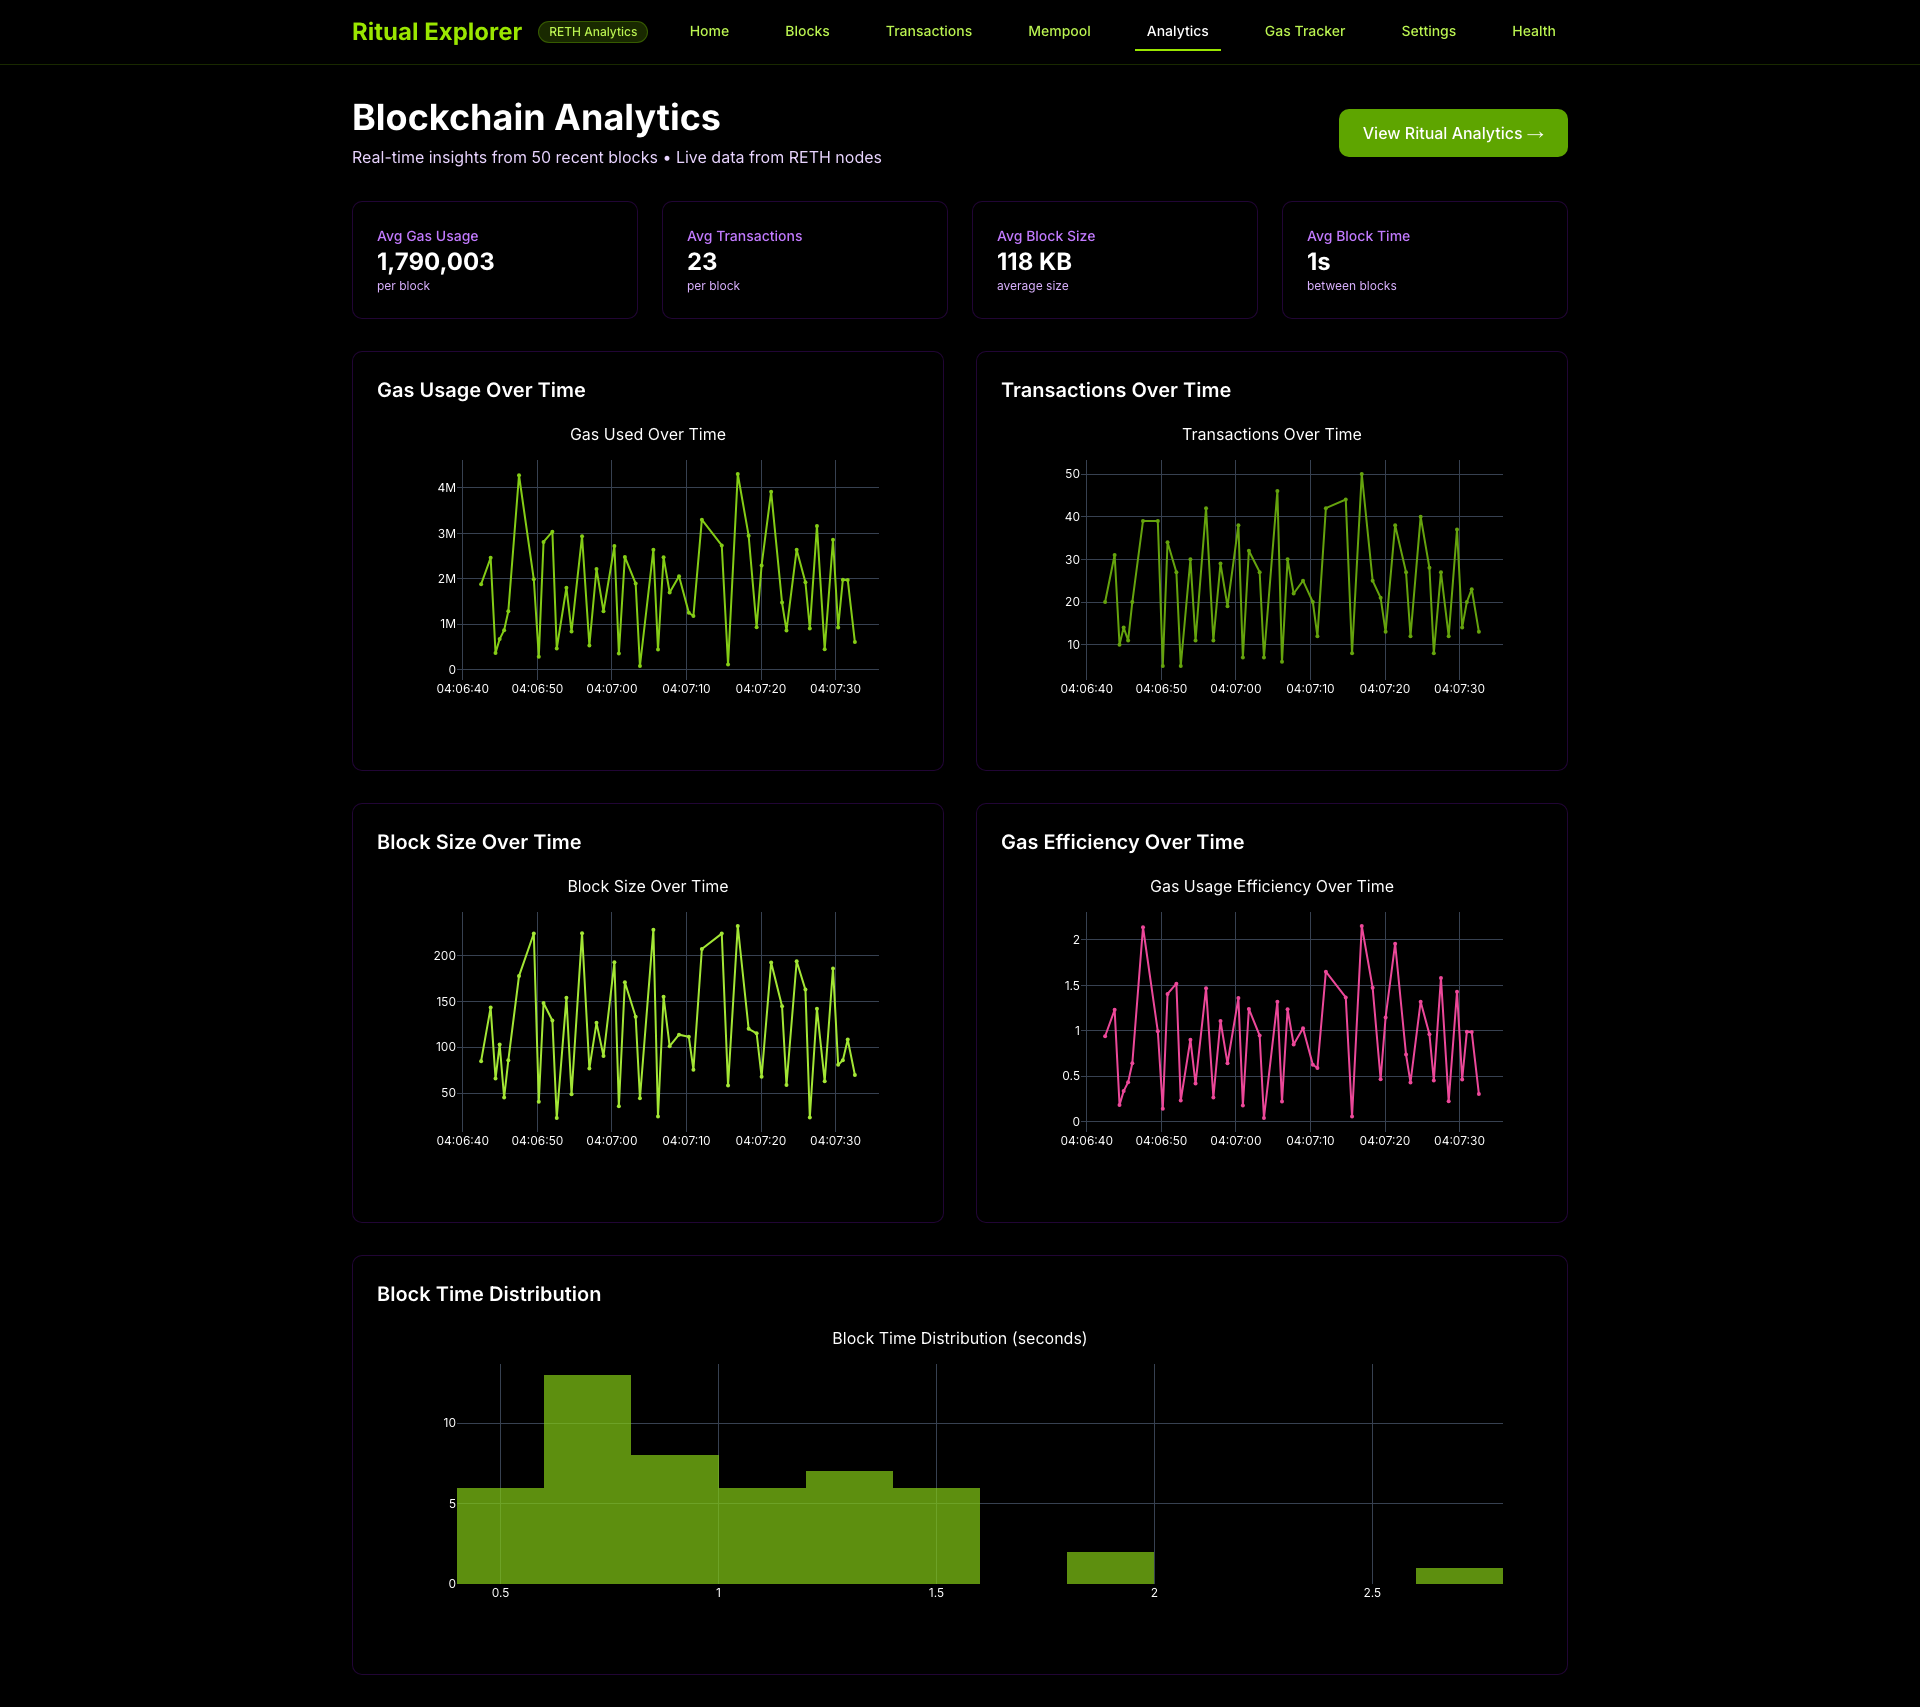 Ritual Explorer
RETH Analytics
Home
Blocks
Transactions
Mempool
Analytics
Gas Tracker
Settings
Health
Blockchain Analytics
Real-time insights from 50 recent blocks • Live data from RETH nodes
View Ritual Analytics →
Avg Gas Usage
1,790,003
per block
Avg Transactions
23
per block
Avg Block Size
118 KB
average size
Avg Block Time
1s
between blocks
Gas Usage Over Time
Gas Used Over Time
4M
3M
2M
1M
0
04:06:40 04:06:50 04:07:00 04:07:10 04:07:20 04:07:30
Transactions Over Time
Transactions Over Time
50
40
30
20
10
04:06:40 04:06:50 04:07:00 04:07:10 04:07:20 04:07:30
Block Size Over Time
Block Size Over Time
200
150
100
50
04:06:40 04:06:50 04:07:00 04:07:10 04:07:20 04:07:30
Gas Efficiency Over Time
Gas Usage Efficiency Over Time
2
1.5
1
0.5
0
04:06:40 04:06:50 04:07:00 04:07:10 04:07:20 04:07:30
Block Time Distribution
Block Time Distribution (seconds)
10
5
0
0.5 1 1.5 2 2.5